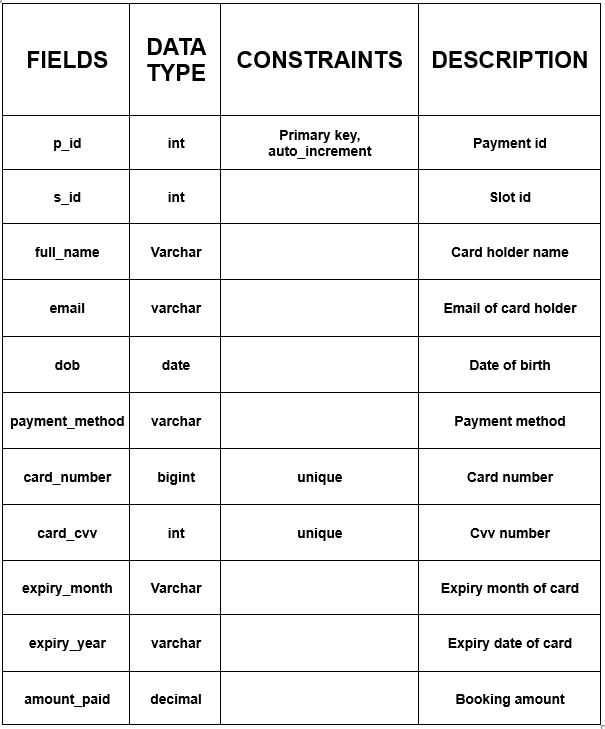 FIELDS DATA TYPE CONSTRAINTS DESCRIPTION
p_id int Primary key, auto_increment Payment id
s_id int Slot id
full_name Varchar Card holder name
email varchar Email of card holder
dob date Date of birth
payment_method varchar Payment method
card_number bigint unique Card number
card_cvv int unique Cvv number
expiry_month Varchar Expiry month of card
expiry_year varchar Expiry date of card
amount_paid decimal Booking amount